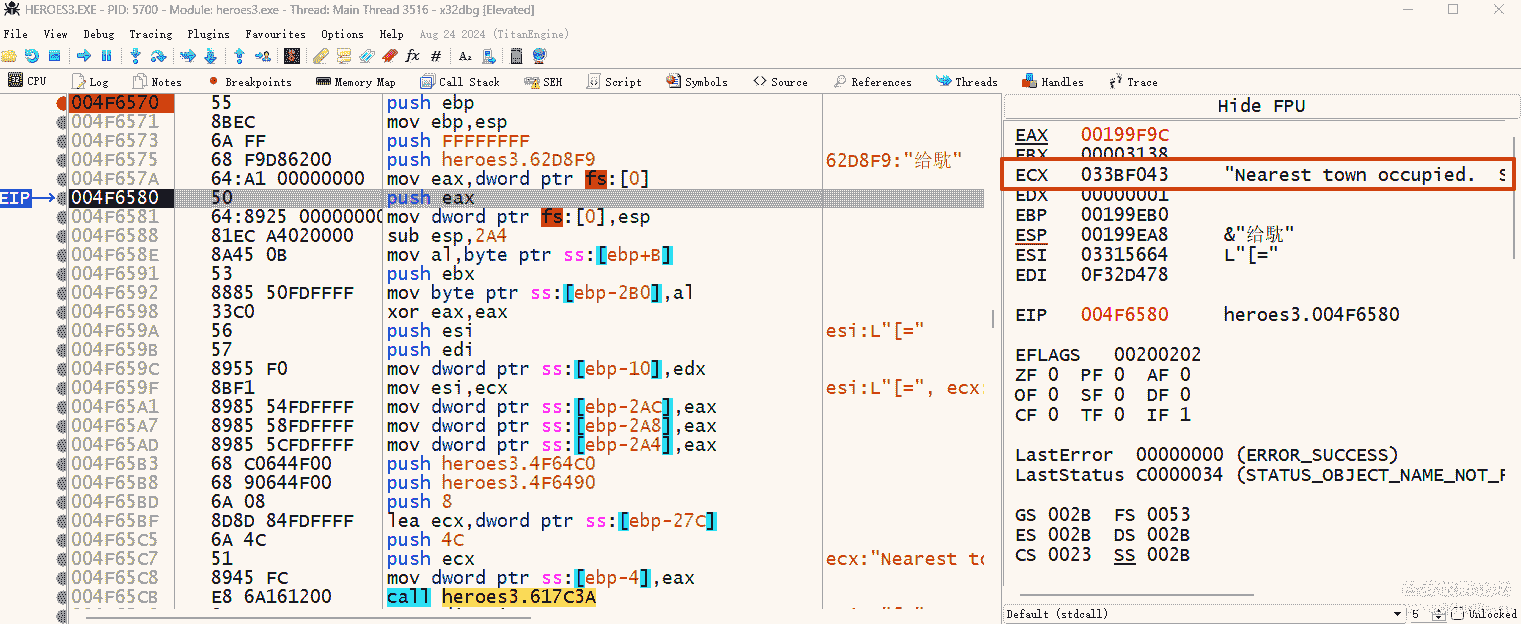 HEROES3.EXE - PID: 5700 - Module: heroes3.exe - Thread: Main Thread 3516 - x32dbg [Elevated]
File View Debug Tracing Plugins Favourites Options Help Aug 24 2024 (TitanEngine)
CPU Log Notes Breakpoints Memory Map Call Stack SEH Script Symbols Source References Threads Handles Trace
004F6570 55 push ebp
004F6571 8BEC mov ebp,esp
004F6573 6A FF push FFFFFFFF
004F6575 68 F9D86200 push heroes3.62D8F9 62D8F9:"给耽"
004F657A 64:A1 00000000 mov eax,dword ptr fs:[0]
EIP 004F6580 50 push eax
004F6581 64:8925 00000000 mov dword ptr fs:[0],esp
004F6588 81EC A4020000 sub esp,2A4
004F658E 8A45 0B mov al,byte ptr ss:[ebp+B]
004F6591 53 push ebx
004F6592 8885 50FDFFFF mov byte ptr ss:[ebp-2B0],al
004F6598 33C0 xor eax,eax
004F659A 56 push esi esi:L"[="
004F659B 57 push edi
004F659C 8955 F0 mov dword ptr ss:[ebp-10],edx
004F659F 8BF1 mov esi,ecx esi:L"[=", ecx:
004F65A1 8985 54FDFFFF mov dword ptr ss:[ebp-2AC],eax
004F65A7 8985 58FDFFFF mov dword ptr ss:[ebp-2A8],eax
004F65AD 8985 5CFDFFFF mov dword ptr ss:[ebp-2A4],eax
004F65B3 68 C0644F00 push heroes3.4F64C0
004F65B8 68 90644F00 push heroes3.4F6490
004F65BD 6A 08 push 8
004F65BF 8D8D 84FDFFFF lea ecx,dword ptr ss:[ebp-27C]
004F65C5 6A 4C push 4C
004F65C7 51 push ecx ecx:"Nearest to
004F65C8 8945 FC mov dword ptr ss:[ebp-4],eax
004F65CB E8 6A161200 call heroes3.617C3A
Hide FPU
EAX 00199F9C
EBX 00003138
ECX 033BF043 "Nearest town occupied. S
EDX 00000001
EBP 00199EB0
ESP 00199EA8 &"给耽"
ESI 03315664 L"[="
EDI 0F32D478
EIP 004F6580 heroes3.004F6580
EFLAGS 00200202
ZF 0 PF 0 AF 0
OF 0 SF 0 DF 0
CF 0 TF 0 IF 1
LastError 00000000 (ERROR_SUCCESS)
LastStatus C0000034 (STATUS_OBJECT_NAME_NOT_F
GS 002B FS 0053
ES 002B DS 002B
CS 0023 SS 002B
Default (stdcall) 5 Unlocked